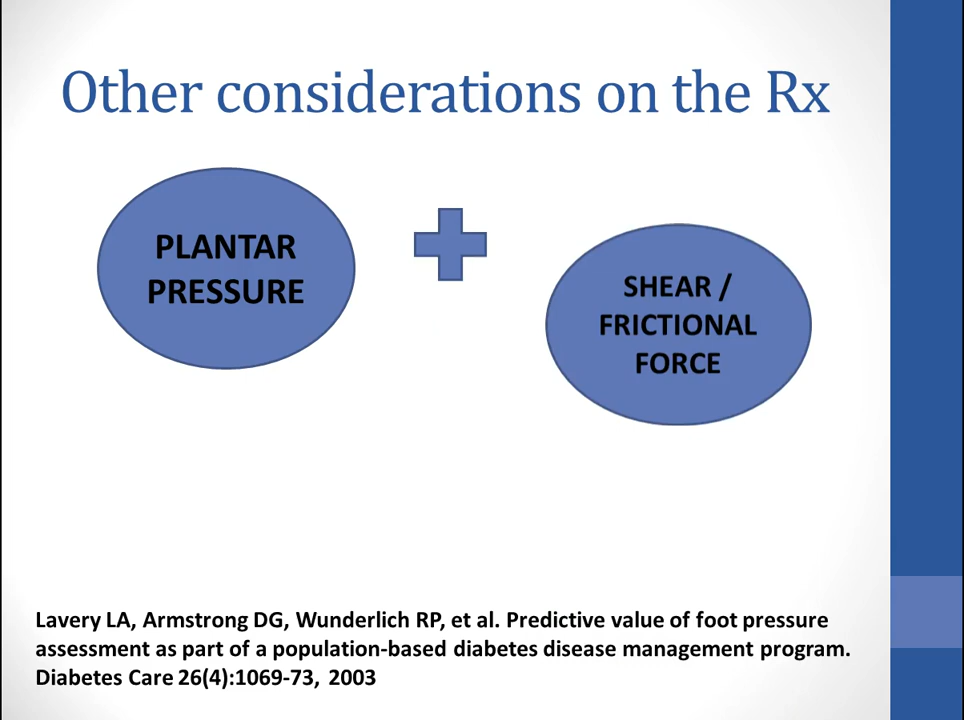 Other considerations on the Rx
PLANTAR
PRESSURE
SHEAR /
FRICTIONAL
FORCE
Lavery LA, Armstrong DG, Wunderlich RP, et al. Predictive value of foot pressure
assessment as part of a population-based diabetes disease management program.
Diabetes Care 26(4):1069-73, 2003